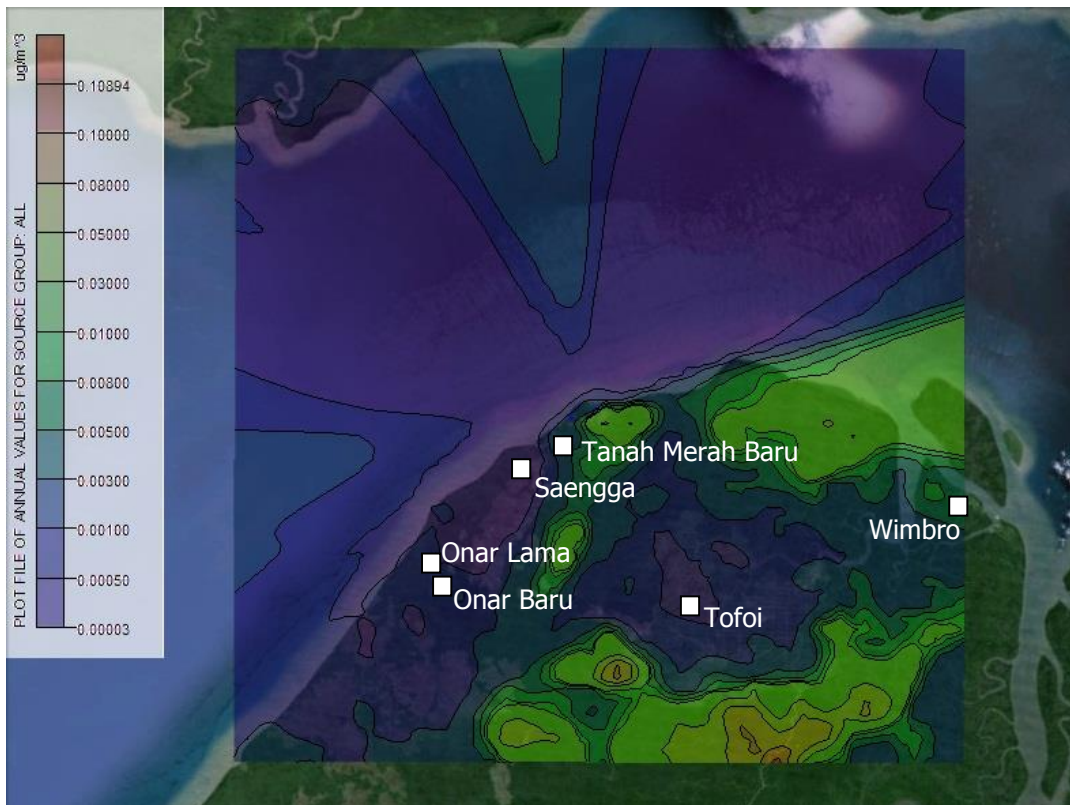 PLOT FILE OF ANNUAL VALUES FOR SOURCE GROUP: ALL
ug/m^3
0.10894
0.10000
0.08000
0.05000
0.03000
0.01000
0.00800
0.00500
0.00300
0.00100
0.00050
0.00003
Tanah Merah Baru
Saengga
Wimbro
Onar Lama
Onar Baru
Tofoi